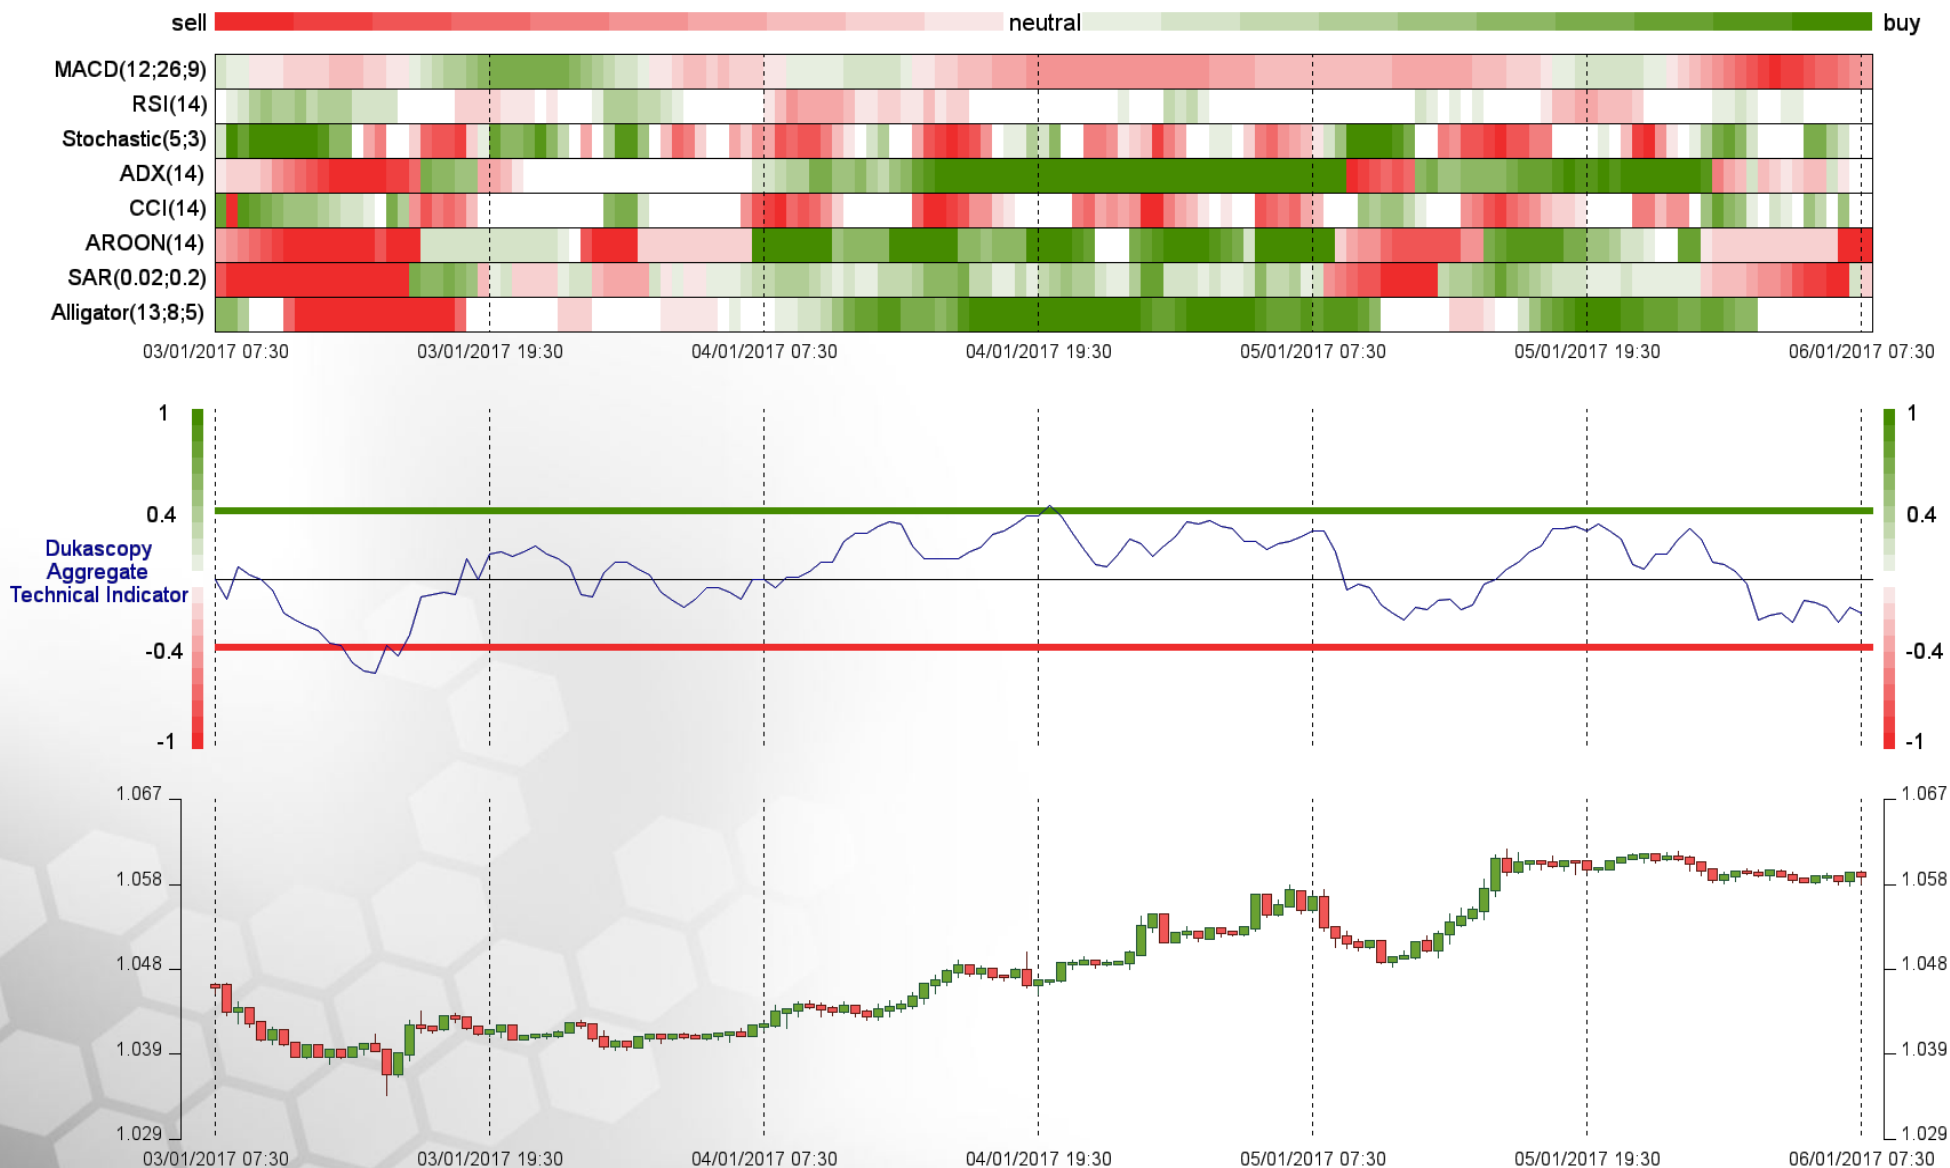 sell neutral buy
MACD(12;26;9)
RSI(14)
Stochastic(5;3)
ADX(14)
CCI(14)
AROON(14)
SAR(0.02;0.2)
Alligator(13;8;5)
03/01/2017 07:30 03/01/2017 19:30 04/01/2017 07:30 04/01/2017 19:30 05/01/2017 07:30 05/01/2017 19:30 06/01/2017 07:30
1 1
0.4 0.4
Dukascopy
Aggregate
Technical Indicator
-0.4 -0.4
-1 -1
1.067 1.067
1.058 1.058
1.048 1.048
1.039 1.039
1.029 1.029
03/01/2017 07:30 03/01/2017 19:30 04/01/2017 07:30 04/01/2017 19:30 05/01/2017 07:30 05/01/2017 19:30 06/01/2017 07:30